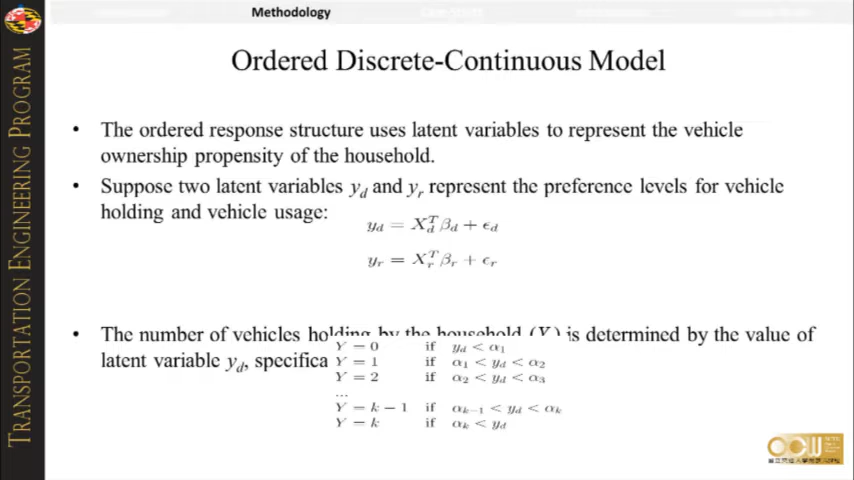 Methodology
TRANSPORTATION ENGINEERING PROGRAM
Ordered Discrete-Continuous Model
• The ordered response structure uses latent variables to represent the vehicle
ownership propensity of the household.
• Suppose two latent variables y_d and y_r represent the preference levels for vehicle
holding and vehicle usage:
y_d = X_d^T β_d + ϵ_d
y_r = X_r^T β_r + ϵ_r
• The number of vehicles holding by the household (Y) is determined by the value of
latent variable y_d, specifica
Y = 0 if y_d < α_1
Y = 1 if α_1 < y_d < α_2
Y = 2 if α_2 < y_d < α_3
...
Y = k − 1 if α_{k−1} < y_d < α_k
Y = k if α_k < y_d
OCW